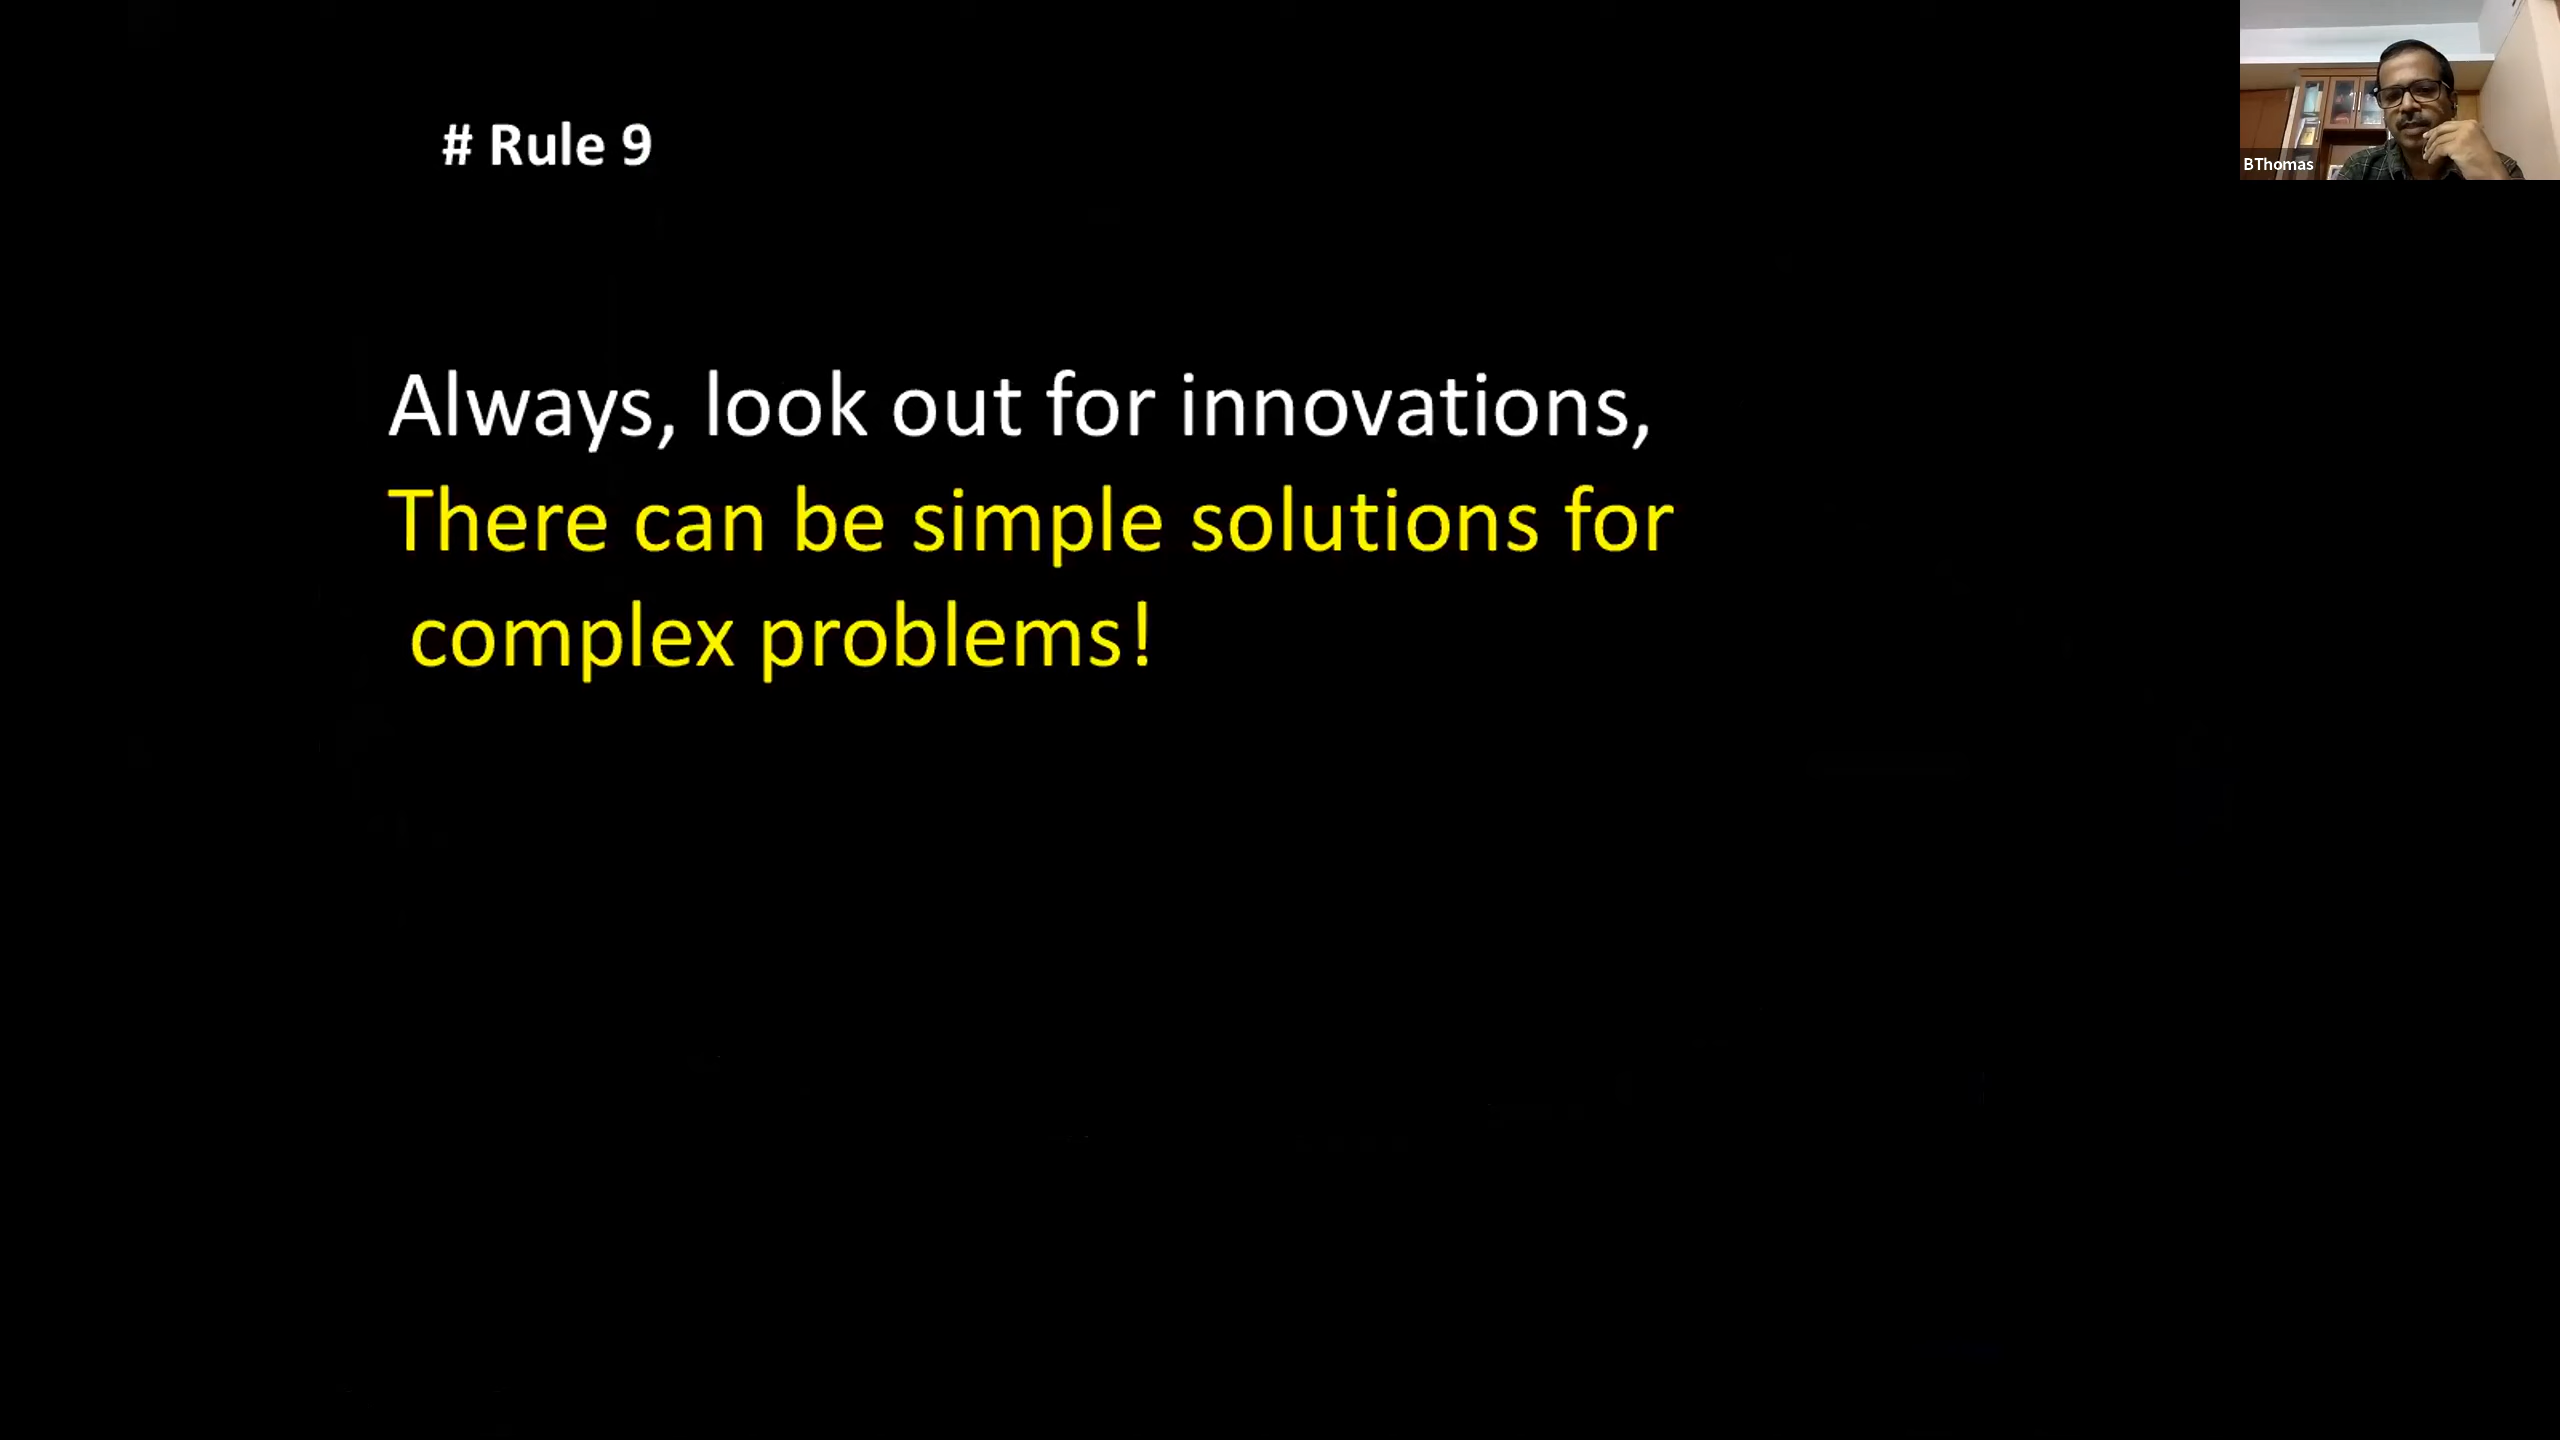 # Rule 9
BThomas
Always, look out for innovations,
There can be simple solutions for
complex problems!